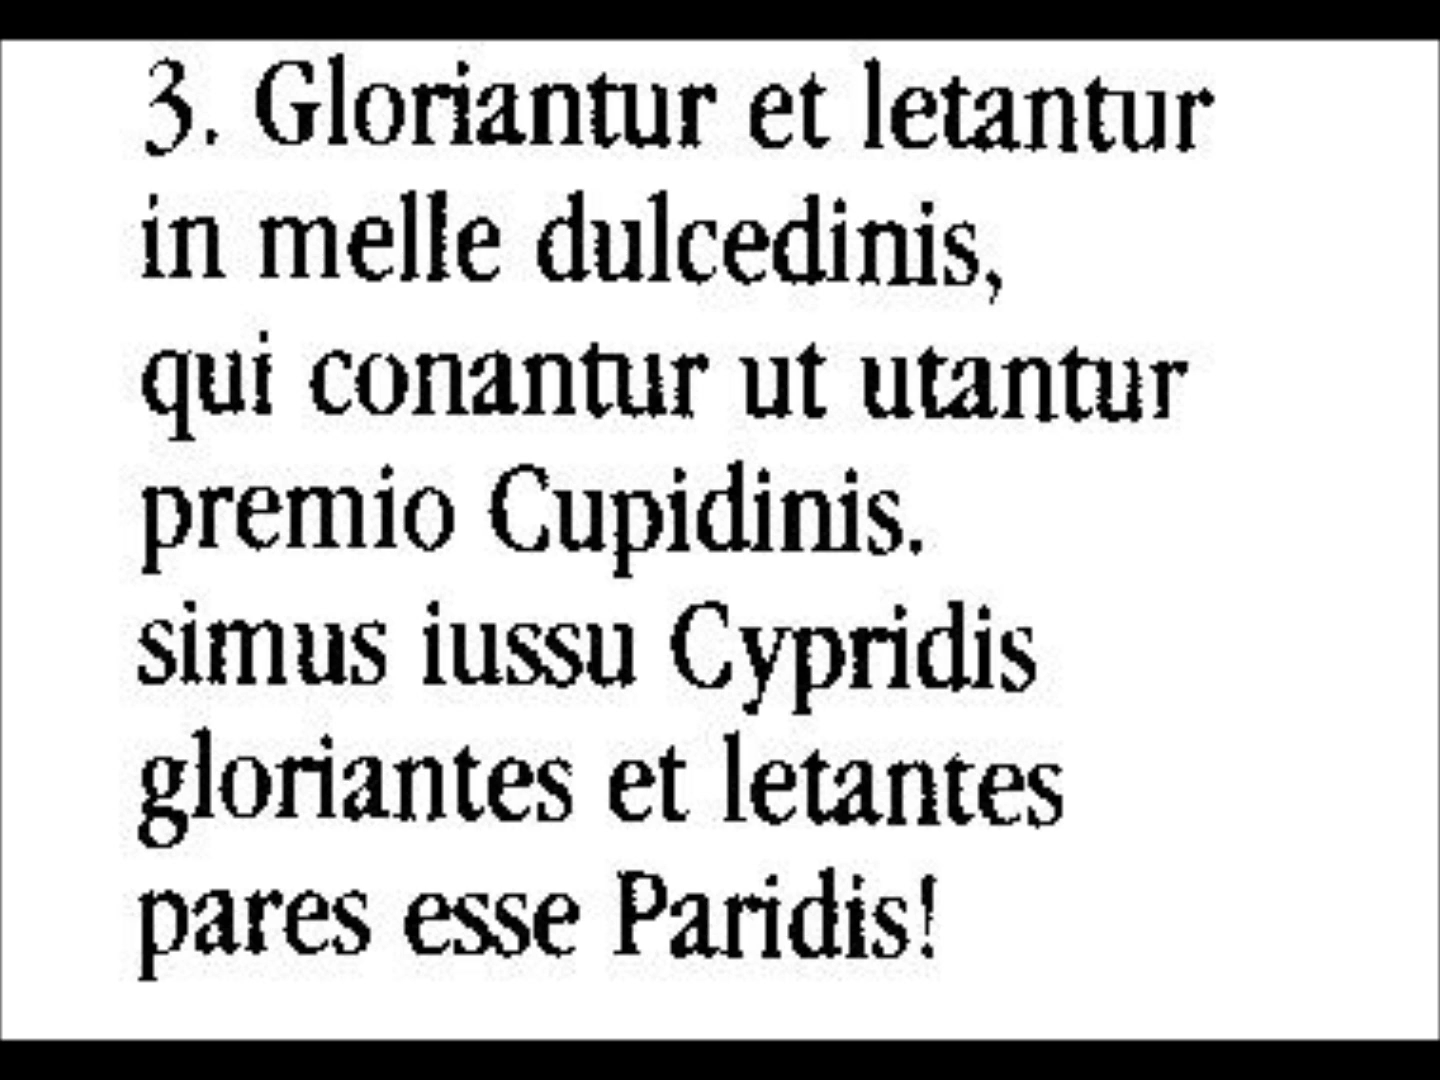 3. Gloriantur et letantur
in melle dulcedinis,
qui conantur ut utantur
premio Cupidinis.
simus iussu Cypridis
gloriantes et letantes
pares esse Paridis!